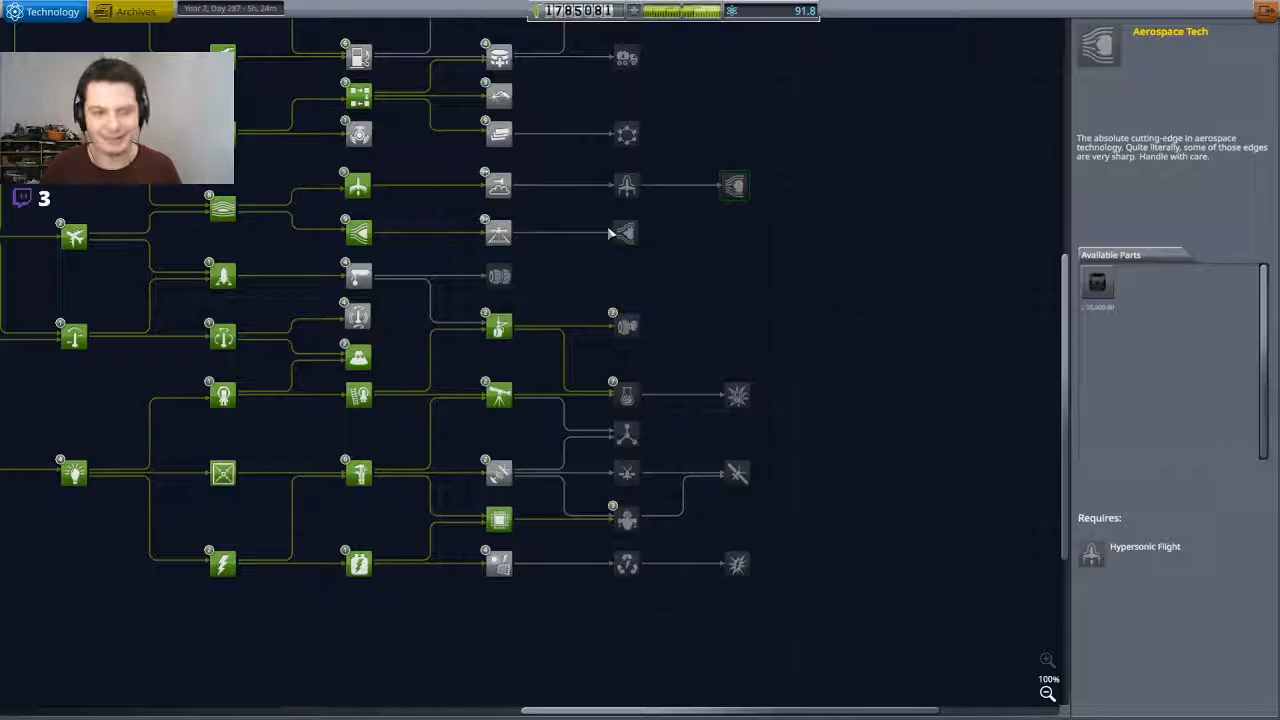 Technology
Archives
Year 2, Day 287 - 5h, 24m
1785081
91.8
Aerospace Tech
The absolute cutting-edge in aerospace
technology. Quite literally, some of those edges
are very sharp. Handle with care.
3
Available Parts
Requires:
Hypersonic Flight
100%